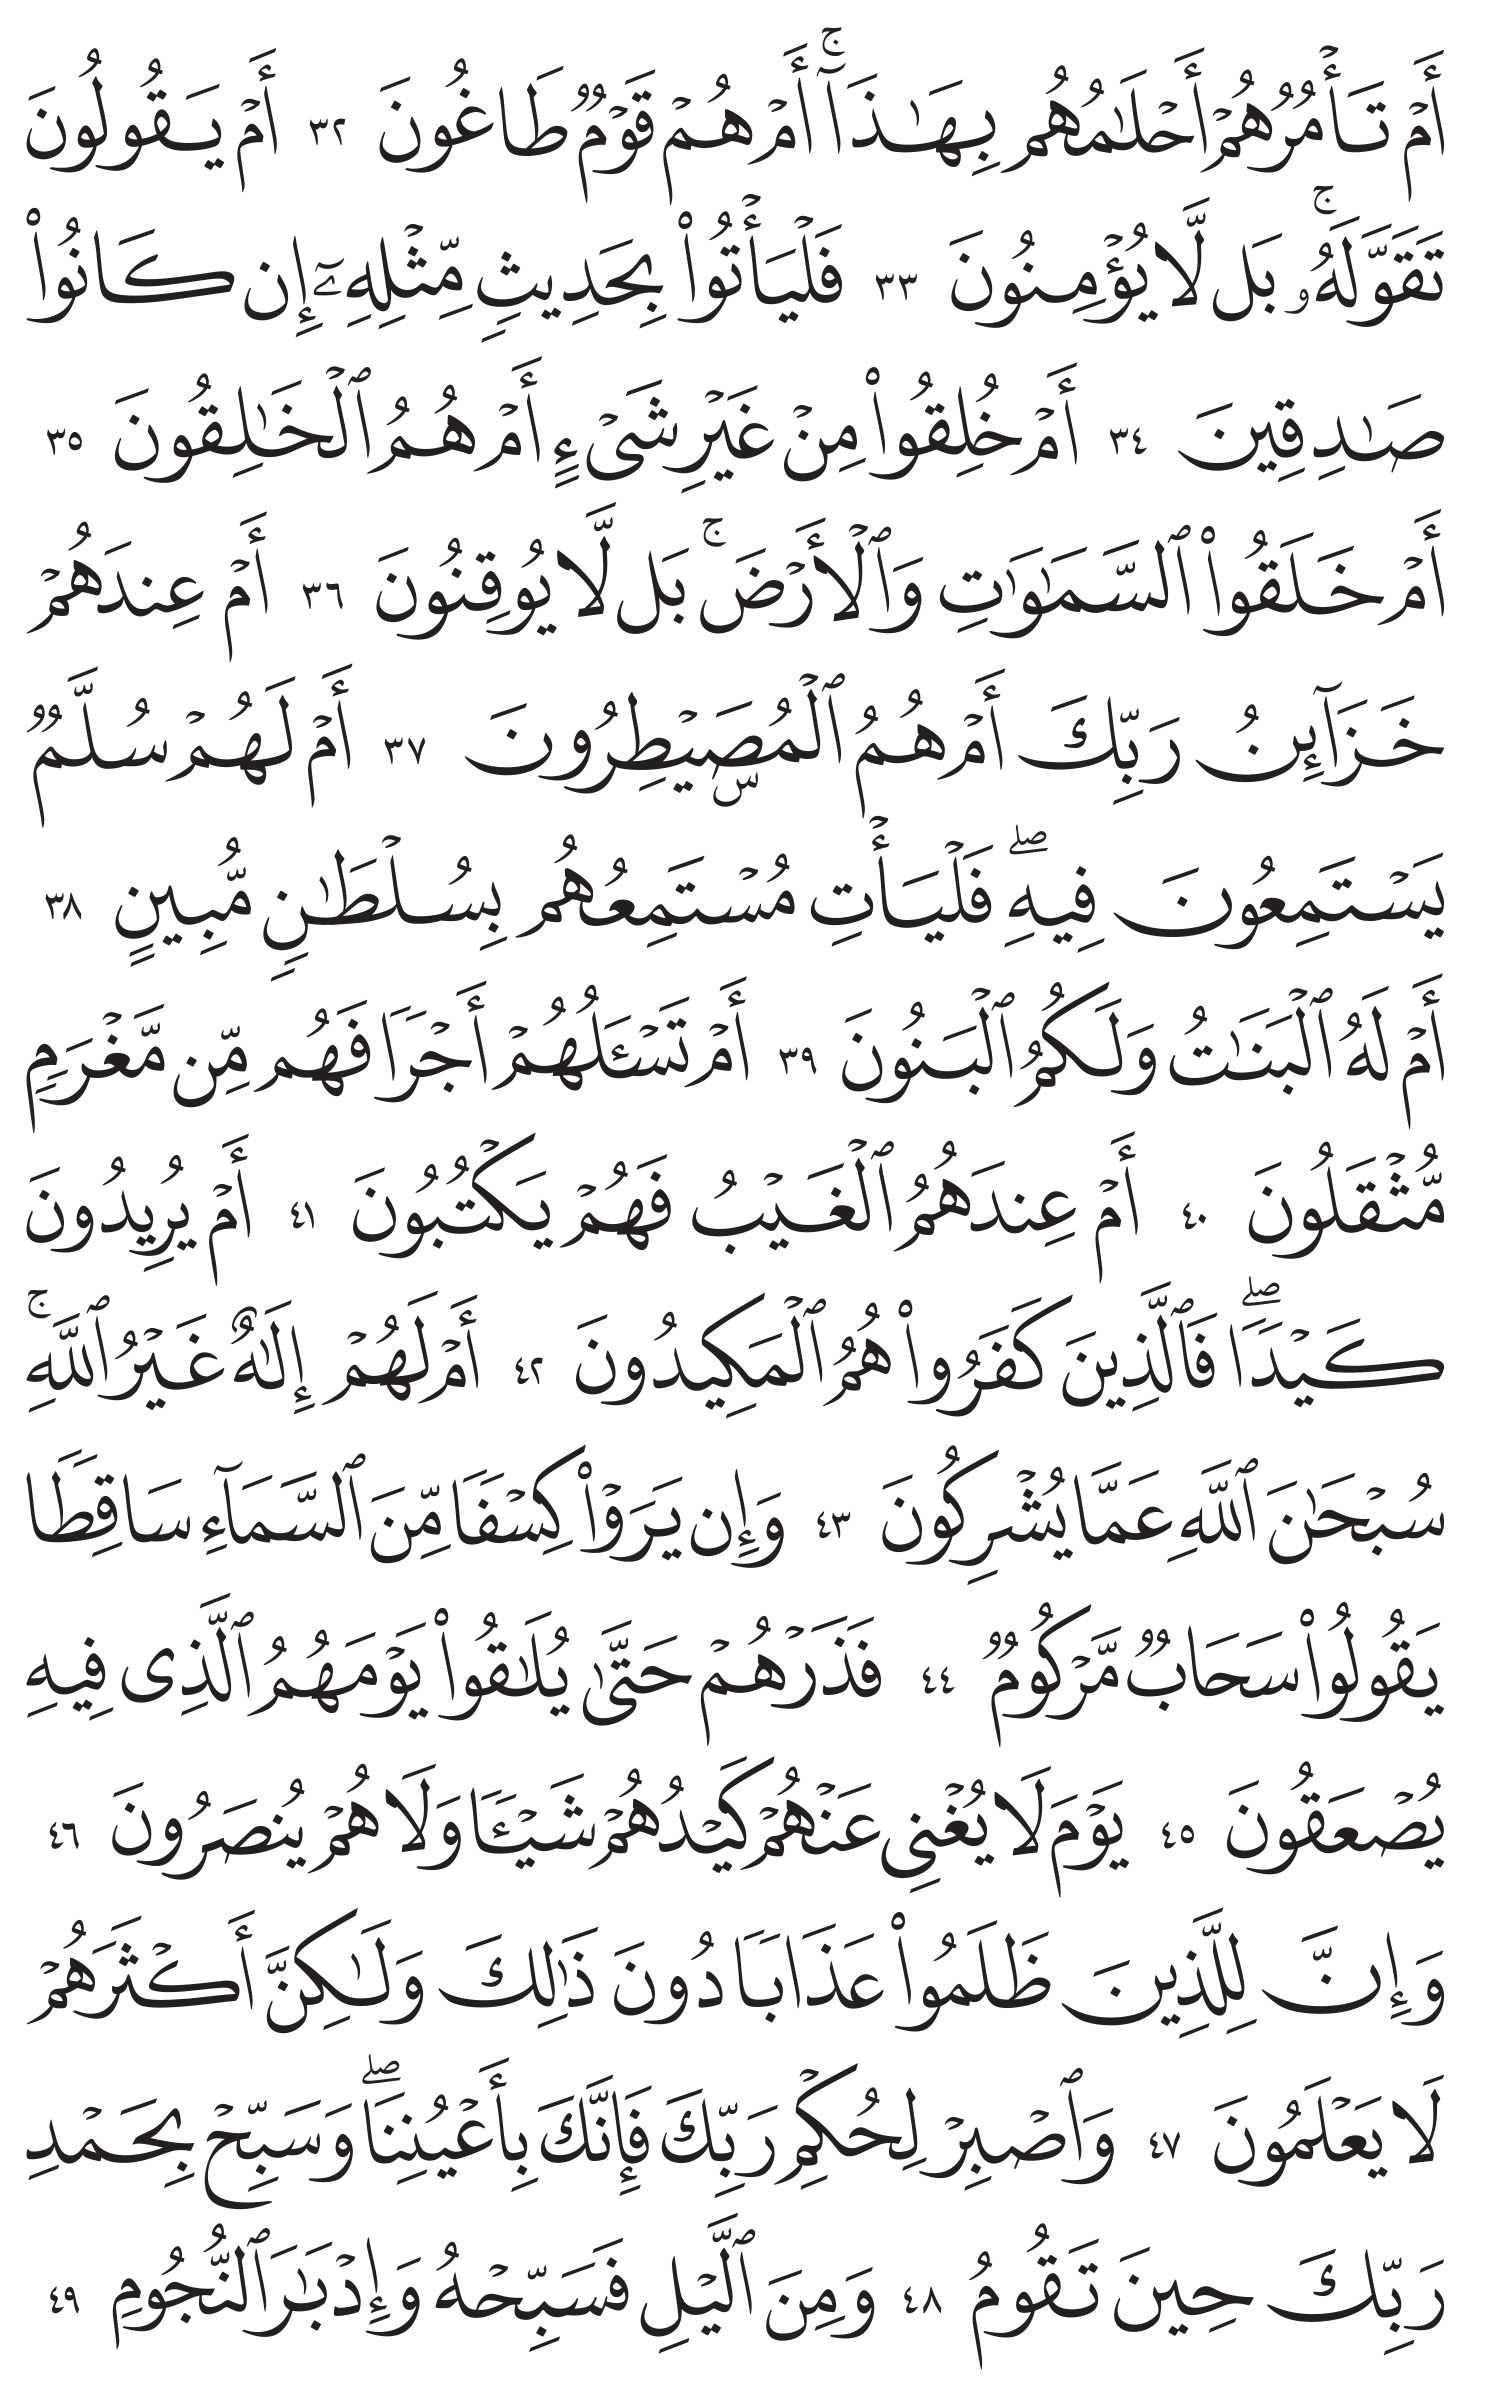 أَمْ تَأْمُرُهُمْ أَحْلَٰمُهُم بِهَٰذَآ ۚ أَمْ هُمْ قَوْمٌ طَاغُونَ ٣٢ أَمْ يَقُولُونَ
تَقَوَّلَهُۥ ۚ بَل لَّا يُؤْمِنُونَ ٣٣ فَلْيَأْتُوا۟ بِحَدِيثٍ مِّثْلِهِۦٓ إِن كَانُوا۟
صَٰدِقِينَ ٣٤ أَمْ خُلِقُوا۟ مِنْ غَيْرِ شَىْءٍ أَمْ هُمُ ٱلْخَٰلِقُونَ ٣٥
أَمْ خَلَقُوا۟ ٱلسَّمَٰوَٰتِ وَٱلْأَرْضَ ۚ بَل لَّا يُوقِنُونَ ٣٦ أَمْ عِندَهُمْ
خَزَآئِنُ رَبِّكَ أَمْ هُمُ ٱلْمُصَۣيْطِرُونَ ٣٧ أَمْ لَهُمْ سُلَّمٌ
يَسْتَمِعُونَ فِيهِ ۖ فَلْيَأْتِ مُسْتَمِعُهُم بِسُلْطَٰنٍ مُّبِينٍ ٣٨
أَمْ لَهُ ٱلْبَنَٰتُ وَلَكُمُ ٱلْبَنُونَ ٣٩ أَمْ تَسْـَٔلُهُمْ أَجْرًا فَهُم مِّن مَّغْرَمٍ
مُّثْقَلُونَ ٤٠ أَمْ عِندَهُمُ ٱلْغَيْبُ فَهُمْ يَكْتُبُونَ ٤١ أَمْ يُرِيدُونَ
كَيْدًا ۖ فَٱلَّذِينَ كَفَرُوا۟ هُمُ ٱلْمَكِيدُونَ ٤٢ أَمْ لَهُمْ إِلَٰهٌ غَيْرُ ٱللَّهِ ۚ
سُبْحَٰنَ ٱللَّهِ عَمَّا يُشْرِكُونَ ٤٣ وَإِن يَرَوْا۟ كِسْفًا مِّنَ ٱلسَّمَآءِ سَاقِطًا
يَقُولُوا۟ سَحَابٌ مَّرْكُومٌ ٤٤ فَذَرْهُمْ حَتَّىٰ يُلَٰقُوا۟ يَوْمَهُمُ ٱلَّذِى فِيهِ
يُصْعَقُونَ ٤٥ يَوْمَ لَا يُغْنِى عَنْهُمْ كَيْدُهُمْ شَيْـًٔا وَلَا هُمْ يُنصَرُونَ ٤٦
وَإِنَّ لِلَّذِينَ ظَلَمُوا۟ عَذَابًا دُونَ ذَٰلِكَ وَلَٰكِنَّ أَكْثَرَهُمْ
لَا يَعْلَمُونَ ٤٧ وَٱصْبِرْ لِحُكْمِ رَبِّكَ فَإِنَّكَ بِأَعْيُنِنَا ۖ وَسَبِّحْ بِحَمْدِ
رَبِّكَ حِينَ تَقُومُ ٤٨ وَمِنَ ٱلَّيْلِ فَسَبِّحْهُ وَإِدْبَٰرَ ٱلنُّجُومِ ٤٩